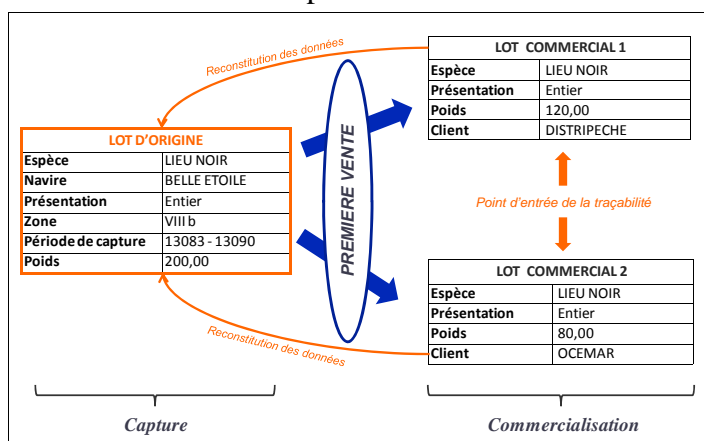 Reconstitution des données
LOT COMMERCIAL 1
Espèce LIEU NOIR
Présentation Entier
Poids 120,00
Client DISTRIPECHE
LOT D'ORIGINE
Espèce LIEU NOIR
Navire BELLE ETOILE
Présentation Entier
Zone VIII b
Période de capture 13083 - 13090
Poids 200,00
PREMIERE VENTE
Point d'entrée de la traçabilité
LOT COMMERCIAL 2
Espèce LIEU NOIR
Présentation Entier
Poids 80,00
Client OCEMAR
Reconstitution des données
Capture
Commercialisation